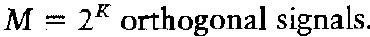 M = 2^K orthogonal signals.